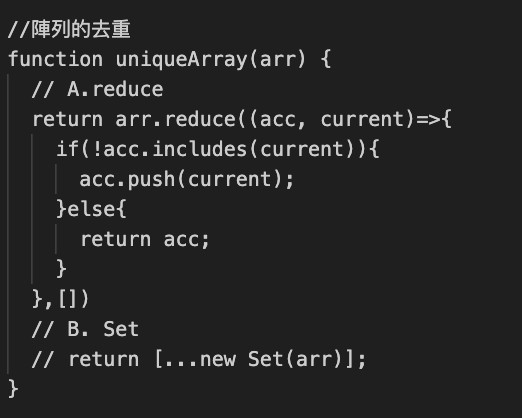 //陣列的去重
function uniqueArray(arr) {
  // A.reduce
  return arr.reduce((acc, current)=>{
    if(!acc.includes(current)){
      acc.push(current);
    }else{
      return acc;
    }
  },[])
  // B. Set
  // return [...new Set(arr)];
}